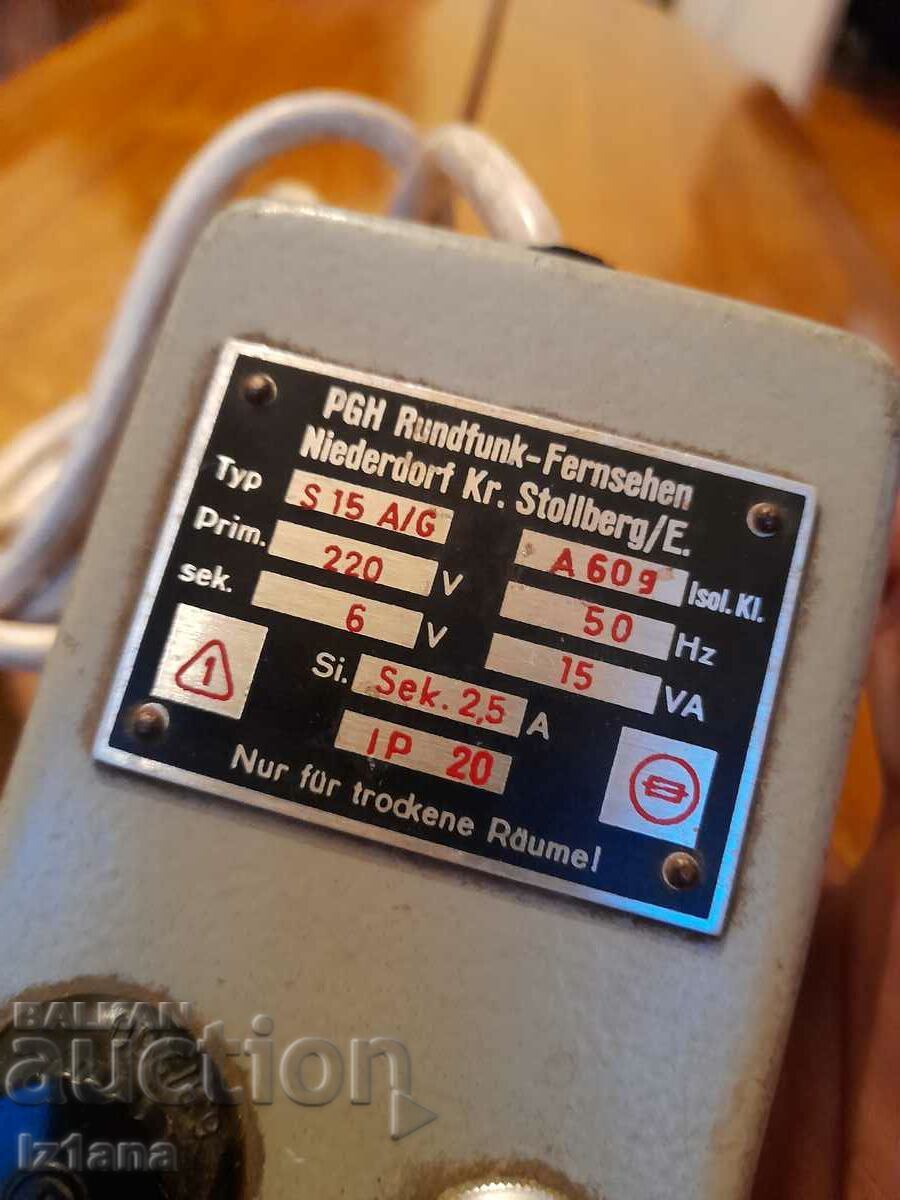 PGH Rundfunk-Fernsehen
Niederdorf Kr. Stollberg/E.
Typ S 15 A/G A 60 g Isol. Kl.
Prim. 220 V 50 Hz
sek. 6 V 15 VA
1 Si. Sek. 2,5 A
IP 20
Nur für trockene Räume!
BALKAN
auction
Iz1ana